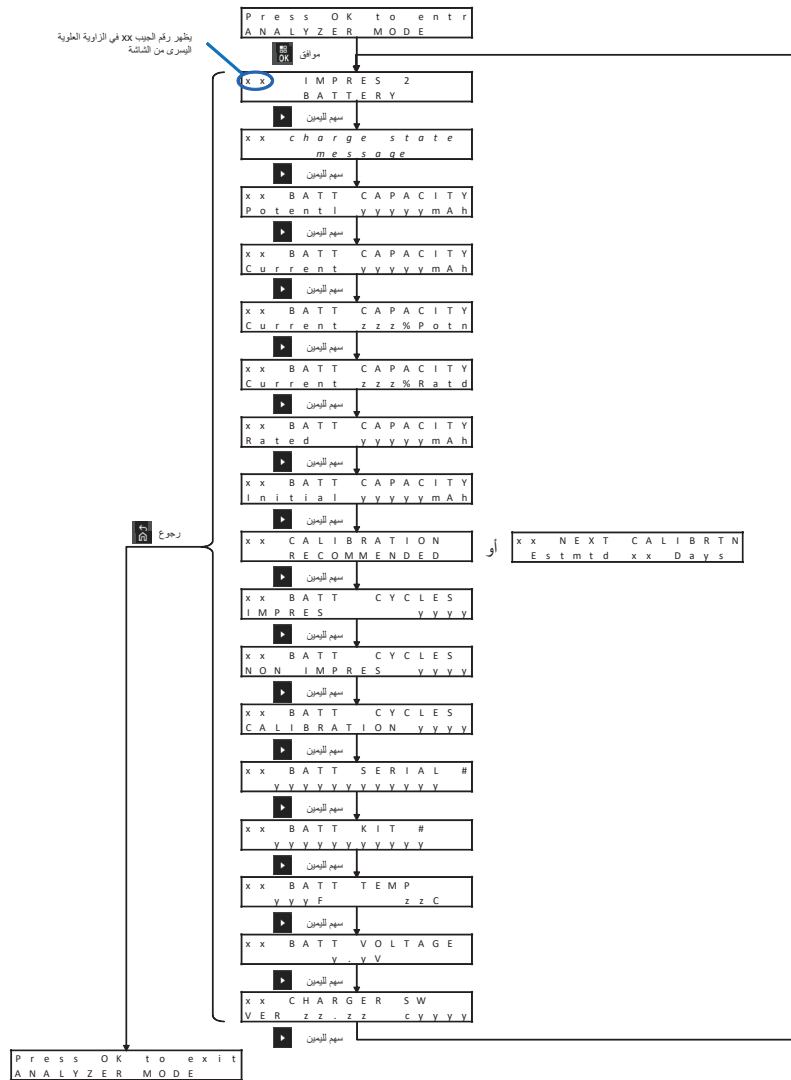 Press OK to entr
ANALYZER MODE
يظهر رقم الجيب xx في الزاوية العلوية
اليسرى من الشاشة
موافق
OK
xx IMPRES 2
BATTERY
سهم لليمين
xx charge state
message
سهم لليمين
xx BATT CAPACITY
Potentl yyyyymAh
سهم لليمين
xx BATT CAPACITY
Current yyyyymAh
سهم لليمين
xx BATT CAPACITY
Current zzz%Potn
سهم لليمين
xx BATT CAPACITY
Current zzz%Ratd
سهم لليمين
xx BATT CAPACITY
Rated yyyyymAh
سهم لليمين
xx BATT CAPACITY
Initial yyyyymAh
سهم لليمين
رجوع
xx CALIBRATION
RECOMMENDED
أو
xx NEXT CALIBRTN
Estmtd xx Days
سهم لليمين
xx BATT CYCLES
IMPRES yyyy
سهم لليمين
xx BATT CYCLES
NON IMPRES yyyy
سهم لليمين
xx BATT CYCLES
CALIBRATION yyyy
سهم لليمين
xx BATT SERIAL #
yyyyyyyyyyyy
سهم لليمين
xx BATT KIT #
yyyyyyyyyyy
سهم لليمين
xx BATT TEMP
yyyF zzC
سهم لليمين
xx BATT VOLTAGE
y.yV
سهم لليمين
xx CHARGER SW
VER zz.zz cyyyy
سهم لليمين
Press OK to exit
ANALYZER MODE